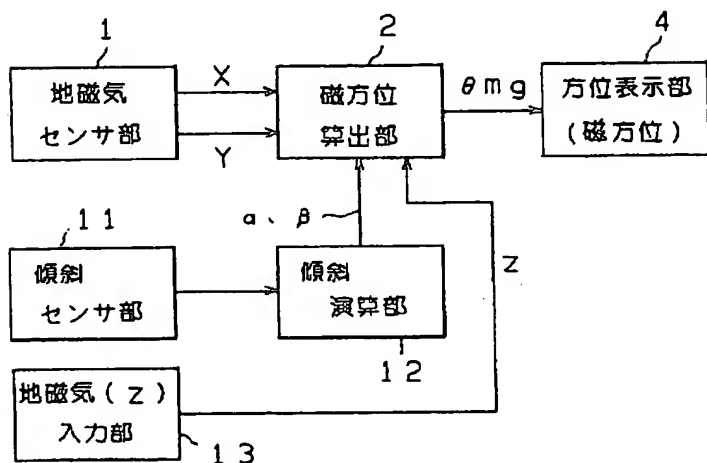 1
地磁気
センサ部
X
Y
2
磁方位
算出部
θmg
4
方位表示部
(磁方位)
11
傾斜
センサ部
α、β
傾斜
演算部
12
Z
地磁気(Z)
入力部
13